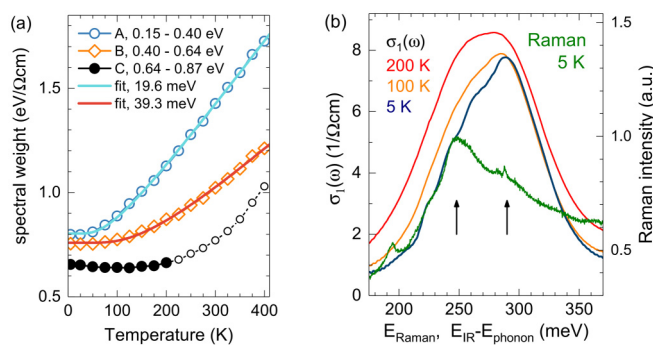 (a)
A, 0.15 - 0.40 eV
B, 0.40 - 0.64 eV
C, 0.64 - 0.87 eV
fit, 19.6 meV
fit, 39.3 meV
spectral weight (eV/Ωcm)
1.5
1.0
0.5
0 100 200 300 400
Temperature (K)
(b)
σ₁(ω)
200 K
100 K
5 K
Raman
5 K
σ₁(ω) (1/Ωcm)
8
6
4
2
0
200 250 300 350
E_Raman, E_IR-E_phonon (meV)
1.5
1.0
0.5
Raman intensity (a.u.)